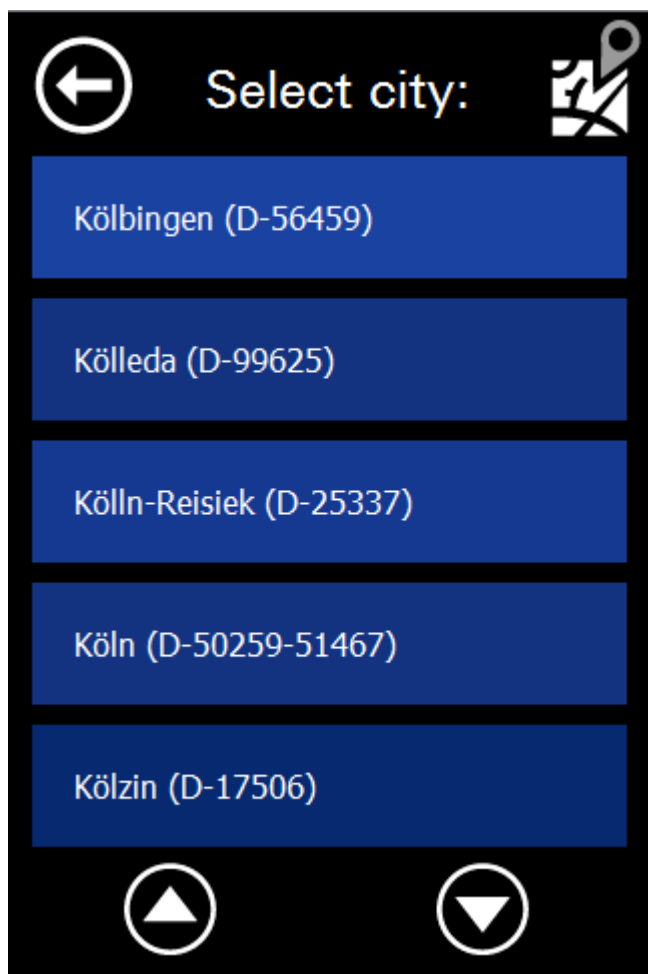 Select city:
Kölbingen (D-56459)
Kölleda (D-99625)
Kölln-Reisiek (D-25337)
Köln (D-50259-51467)
Kölzin (D-17506)